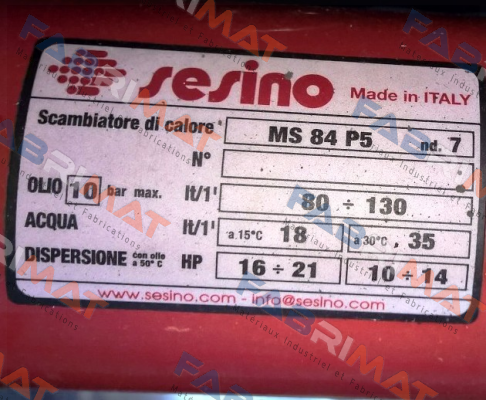 sesino Made in ITALY
Scambiatore di calore MS 84 P5 nd. 7
N°
OLIO 10 bar max. lt/1' 80 ÷ 130
ACQUA lt/1' a.15°C 18 a 30°C. 35
DISPERSIONE con olio a 50°C HP 16 ÷ 21 10 ÷ 14
www.sesino.com - info@sesino.com
FABRIMAT
Matériaux Industriel et Fabrications